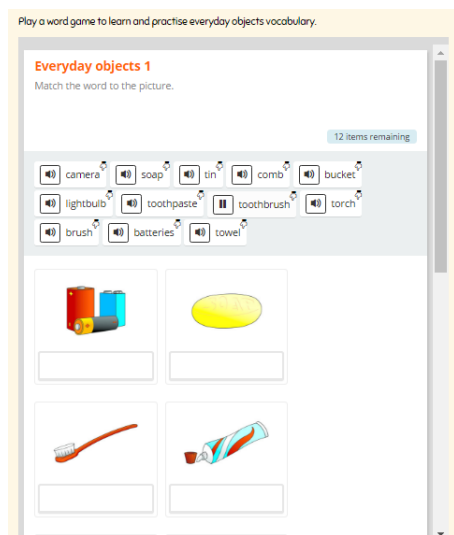 Play a word game to learn and practise everyday objects vocabulary.
Everyday objects 1
Match the word to the picture.
12 items remaining
camera soap tin comb bucket
lightbulb toothpaste toothbrush torch
brush batteries towel